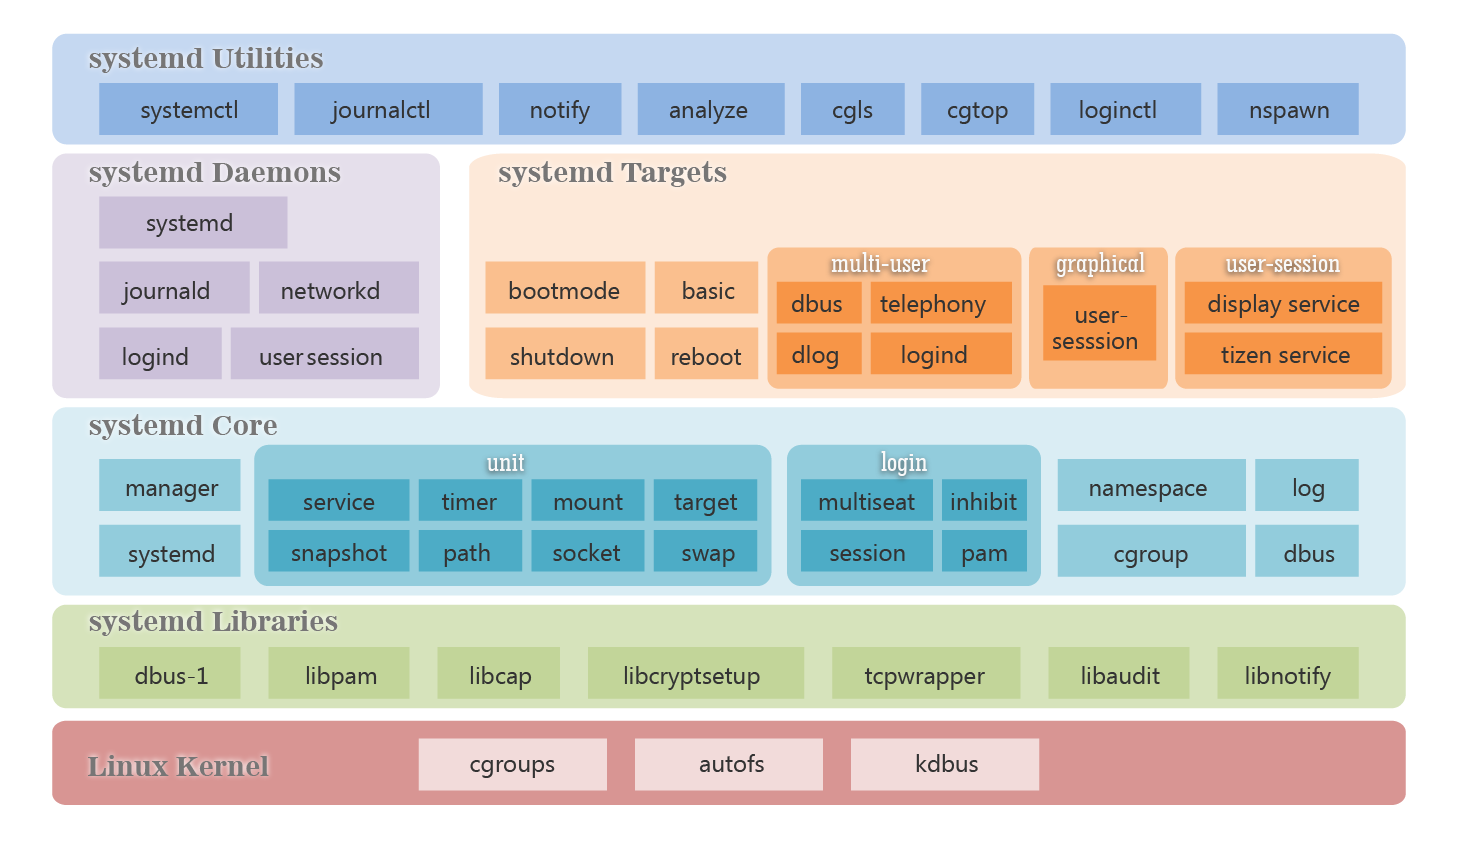 systemd Utilities
systemctl journalctl notify analyze cgls cgtop loginctl nspawn
systemd Daemons
systemd
journald networkd
logind user session
systemd Targets
bootmode basic
shutdown reboot
multi-user
dbus telephony
dlog logind
graphical
user-
sesssion
user-session
display service
tizen service
systemd Core
manager
systemd
unit
service timer mount target
snapshot path socket swap
login
multiseat inhibit
session pam
namespace log
cgroup dbus
systemd Libraries
dbus-1 libpam libcap libcryptsetup tcpwrapper libaudit libnotify
Linux Kernel
cgroups autofs kdbus